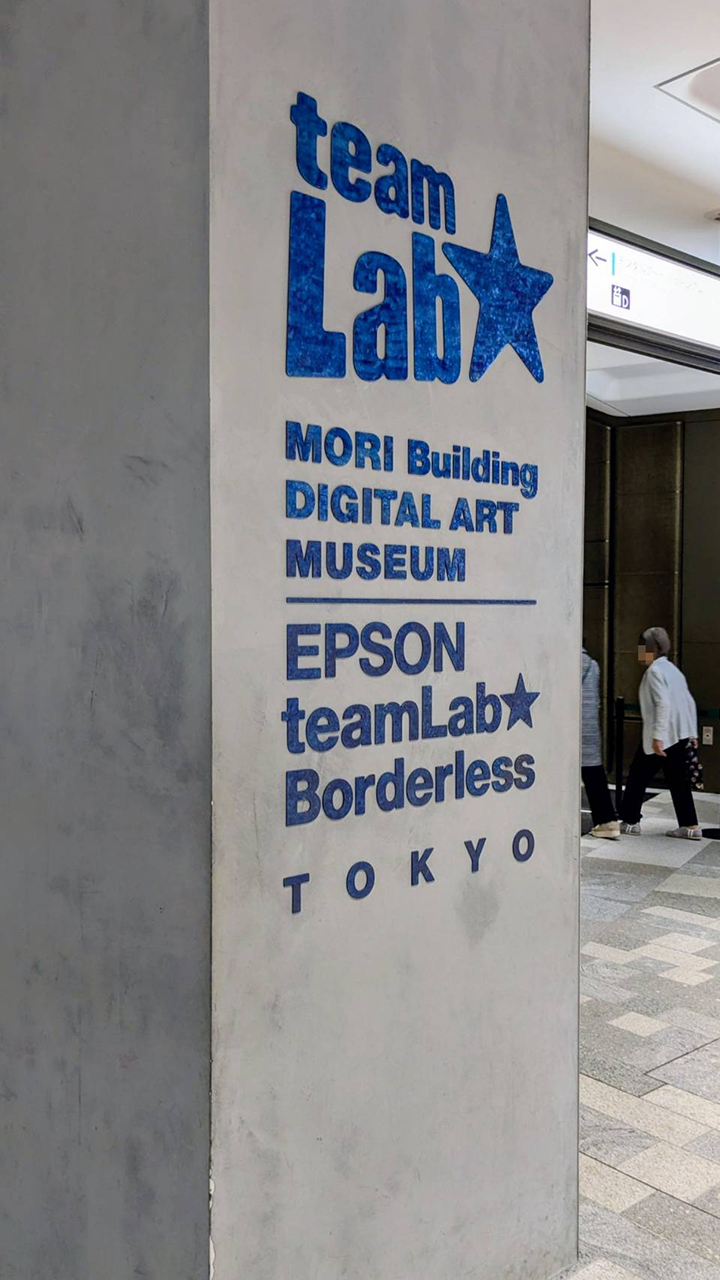 team
Lab★
MORI Building
DIGITAL ART
MUSEUM
EPSON
teamLab★
Borderless
TOKYO
←
D